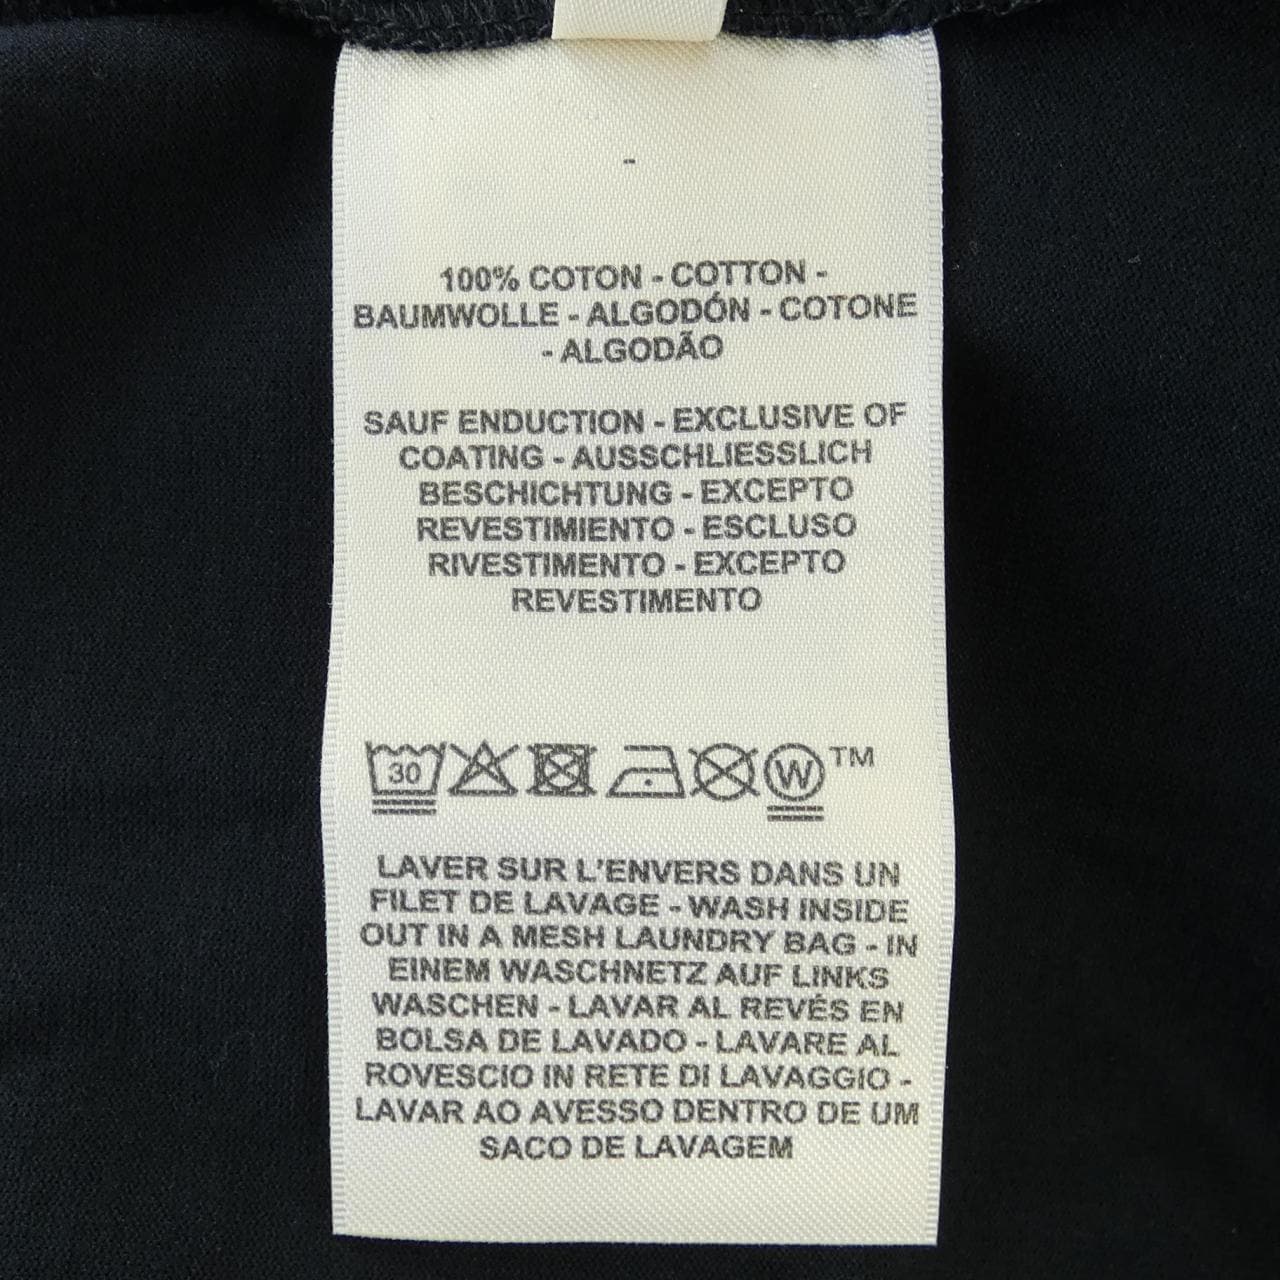 -
100% COTON - COTTON -
BAUMWOLLE - ALGODÓN - COTONE
- ALGODÃO
SAUF ENDUCTION - EXCLUSIVE OF
COATING - AUSSCHLIESSLICH
BESCHICHTUNG - EXCEPTO
REVESTIMIENTO - ESCLUSO
RIVESTIMENTO - EXCEPTO
REVESTIMENTO
30 W TM
LAVER SUR L'ENVERS DANS UN
FILET DE LAVAGE - WASH INSIDE
OUT IN A MESH LAUNDRY BAG - IN
EINEM WASCHNETZ AUF LINKS
WASCHEN - LAVAR AL REVÉS EN
BOLSA DE LAVADO - LAVARE AL
ROVESCIO IN RETE DI LAVAGGIO -
LAVAR AO AVESSO DENTRO DE UM
SACO DE LAVAGEM